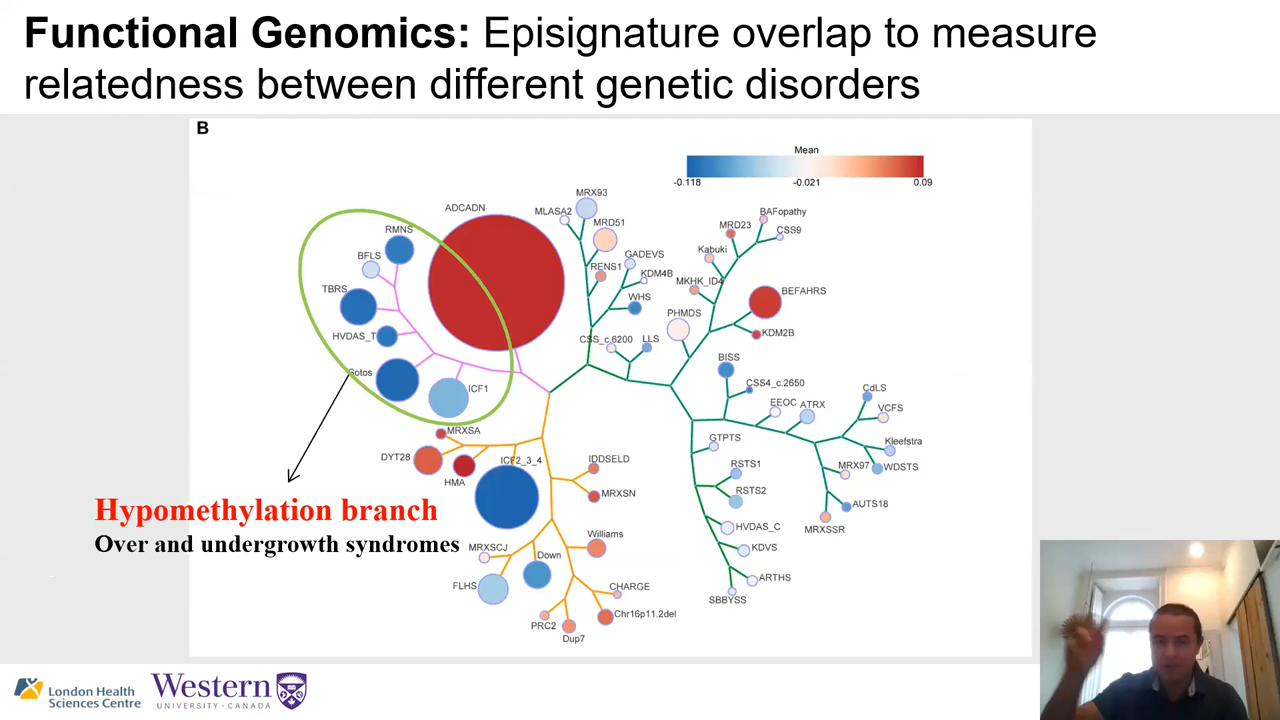 Functional Genomics: Episignature overlap to measure
relatedness between different genetic disorders
B
Mean
-0.118
-0.021
0.09
ADCADN
RMNS
BFLS
TBRS
HVDAS_T
Sotos
ICF1
MLASA2
MRX93
MRD51
RENS1
GADEVS
KDM4B
WHS
CSS_c.6200
LLS
MRD23
BAFopathy
CSS9
Kabuki
MKHK_ID4
BEFAHRS
PHMDS
KDM2B
BISS
CSS4_c.2650
EEOC
ATRX
CdLS
VCFS
Kleefstra
WDSTS
MRX97
AUTS18
MRXSSR
GTPTS
RSTS1
RSTS2
HVDAS_C
KDVS
ARTHS
SBBYSS
MRXSA
DYT28
HMA
ICF2_3_4
IDDSELD
MRXSN
Williams
MRXSCJ
Down
FLHS
CHARGE
Chr16p11.2del
PRC2
Dup7
Hypomethylation branch
Over and undergrowth syndromes
London Health
Sciences Centre
Western
UNIVERSITY · CANADA